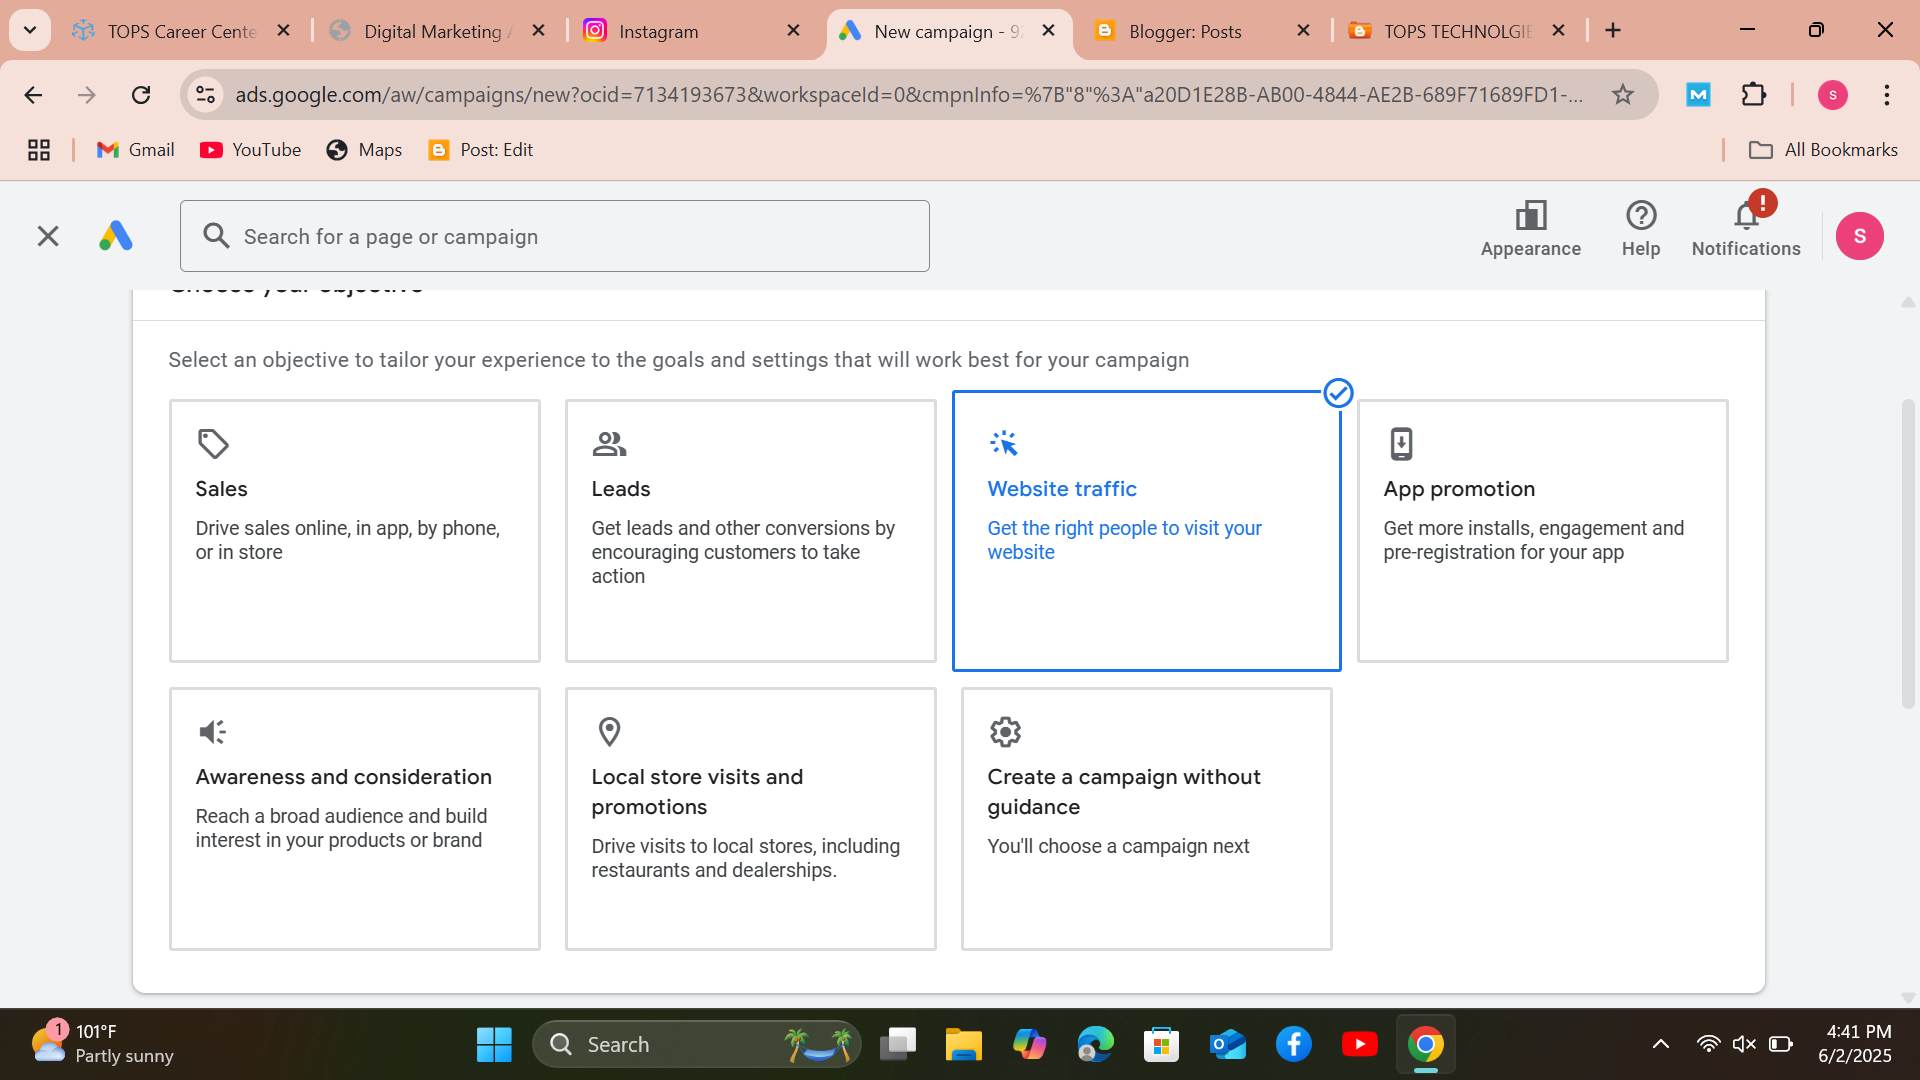 TOPS Career Cente
Digital Marketing
Instagram
New campaign - 9
Blogger: Posts
TOPS TECHNOLGIE
ads.google.com/aw/campaigns/new?ocid=7134193673&workspaceId=0&cmpnInfo=%7B"8"%3A"a20D1E28B-AB00-4844-AE2B-689F71689FD1-...
M
S
Gmail
YouTube
Maps
Post: Edit
All Bookmarks
Search for a page or campaign
Appearance
Help
!
Notifications
S
Choose your objective
Select an objective to tailor your experience to the goals and settings that will work best for your campaign
Sales
Drive sales online, in app, by phone,
or in store
Leads
Get leads and other conversions by
encouraging customers to take
action
Website traffic
Get the right people to visit your
website
App promotion
Get more installs, engagement and
pre-registration for your app
Awareness and consideration
Reach a broad audience and build
interest in your products or brand
Local store visits and
promotions
Drive visits to local stores, including
restaurants and dealerships.
Create a campaign without
guidance
You'll choose a campaign next
1
101°F
Partly sunny
Search
4:41 PM
6/2/2025